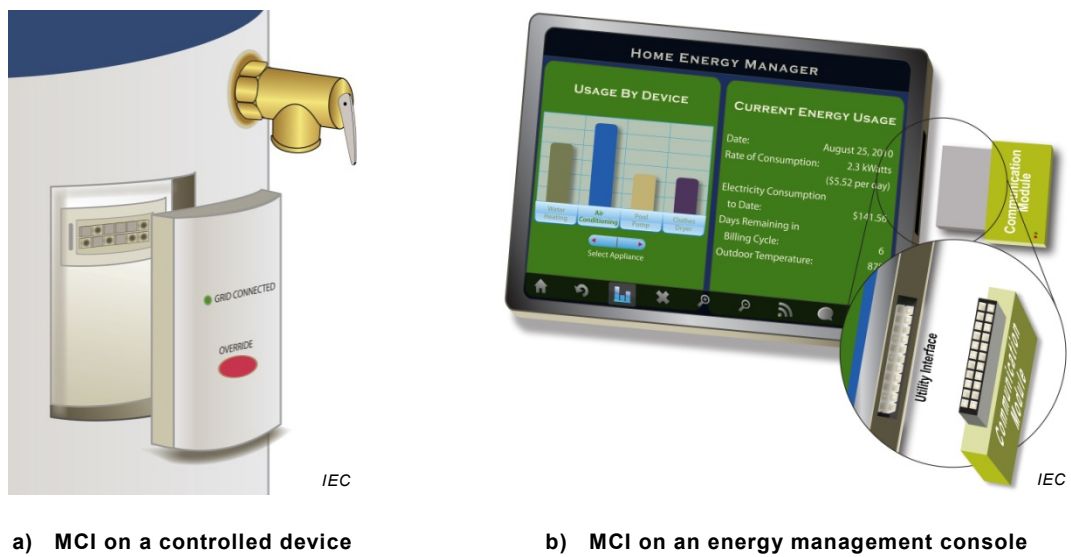 GRID CONNECTED
OVERRIDE
IEC
a) MCI on a controlled device
HOME ENERGY MANAGER
USAGE BY DEVICE
Water
Heating
Air
Conditioning
Pool
Pump
Clothes
Dryer
Select Appliance
CURRENT ENERGY USAGE
Date: August 25, 2010
Rate of Consumption: 2.3 kWatts
($5.52 per day)
Electricity Consumption
to Date: $141.56
Days Remaining in
Billing Cycle: 6
Outdoor Temperature:
Communication
Module
Utility Interface
Communication
Module
IEC
b) MCI on an energy management console